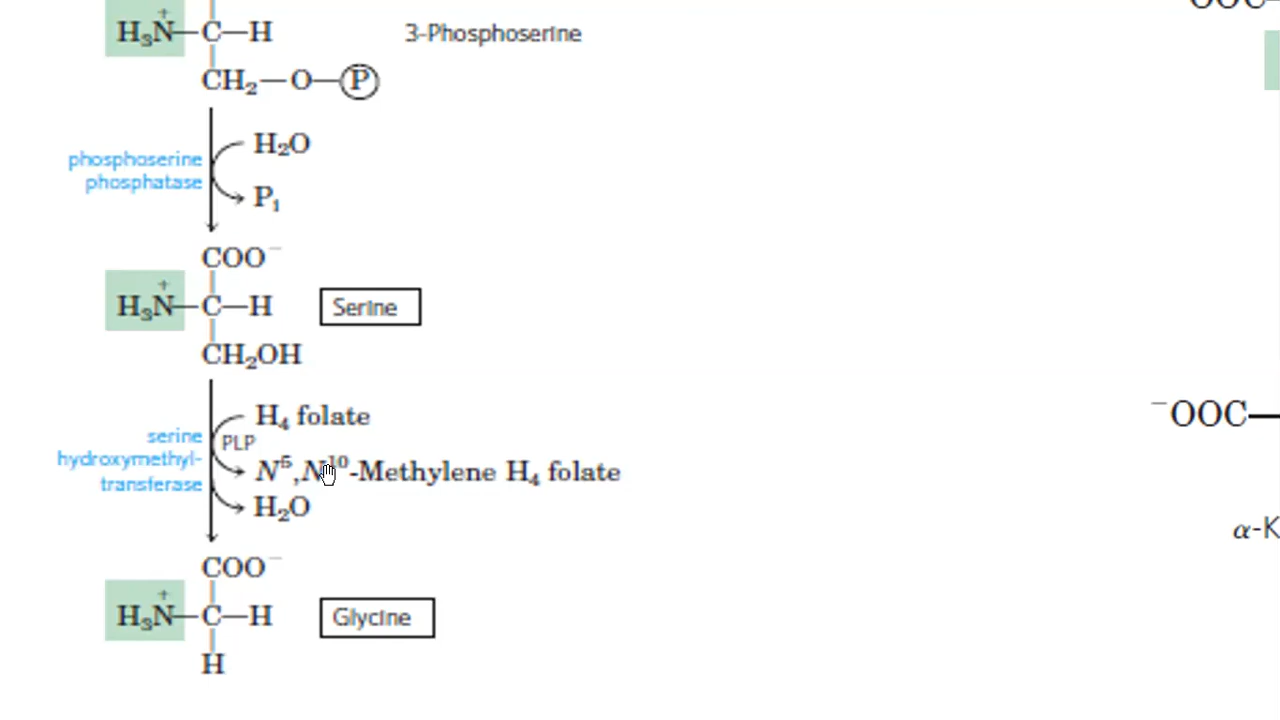 OOC
H₃N⁺—C—H
3-Phosphoserine
CH₂—O—P
phosphoserine
phosphatase
H₂O
Pᵢ
COO⁻
H₃N⁺—C—H
Serine
CH₂OH
serine
hydroxymethyl-
transferase
H₄ folate
PLP
N⁵,N¹⁰-Methylene H₄ folate
H₂O
COO⁻
H₃N⁺—C—H
Glycine
H
⁻OOC—
α-K